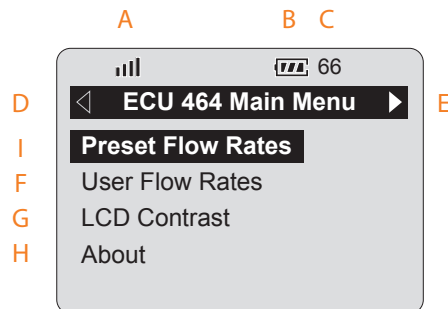 A B C
66
D ECU 464 Main Menu E
I Preset Flow Rates
F User Flow Rates
G LCD Contrast
H About